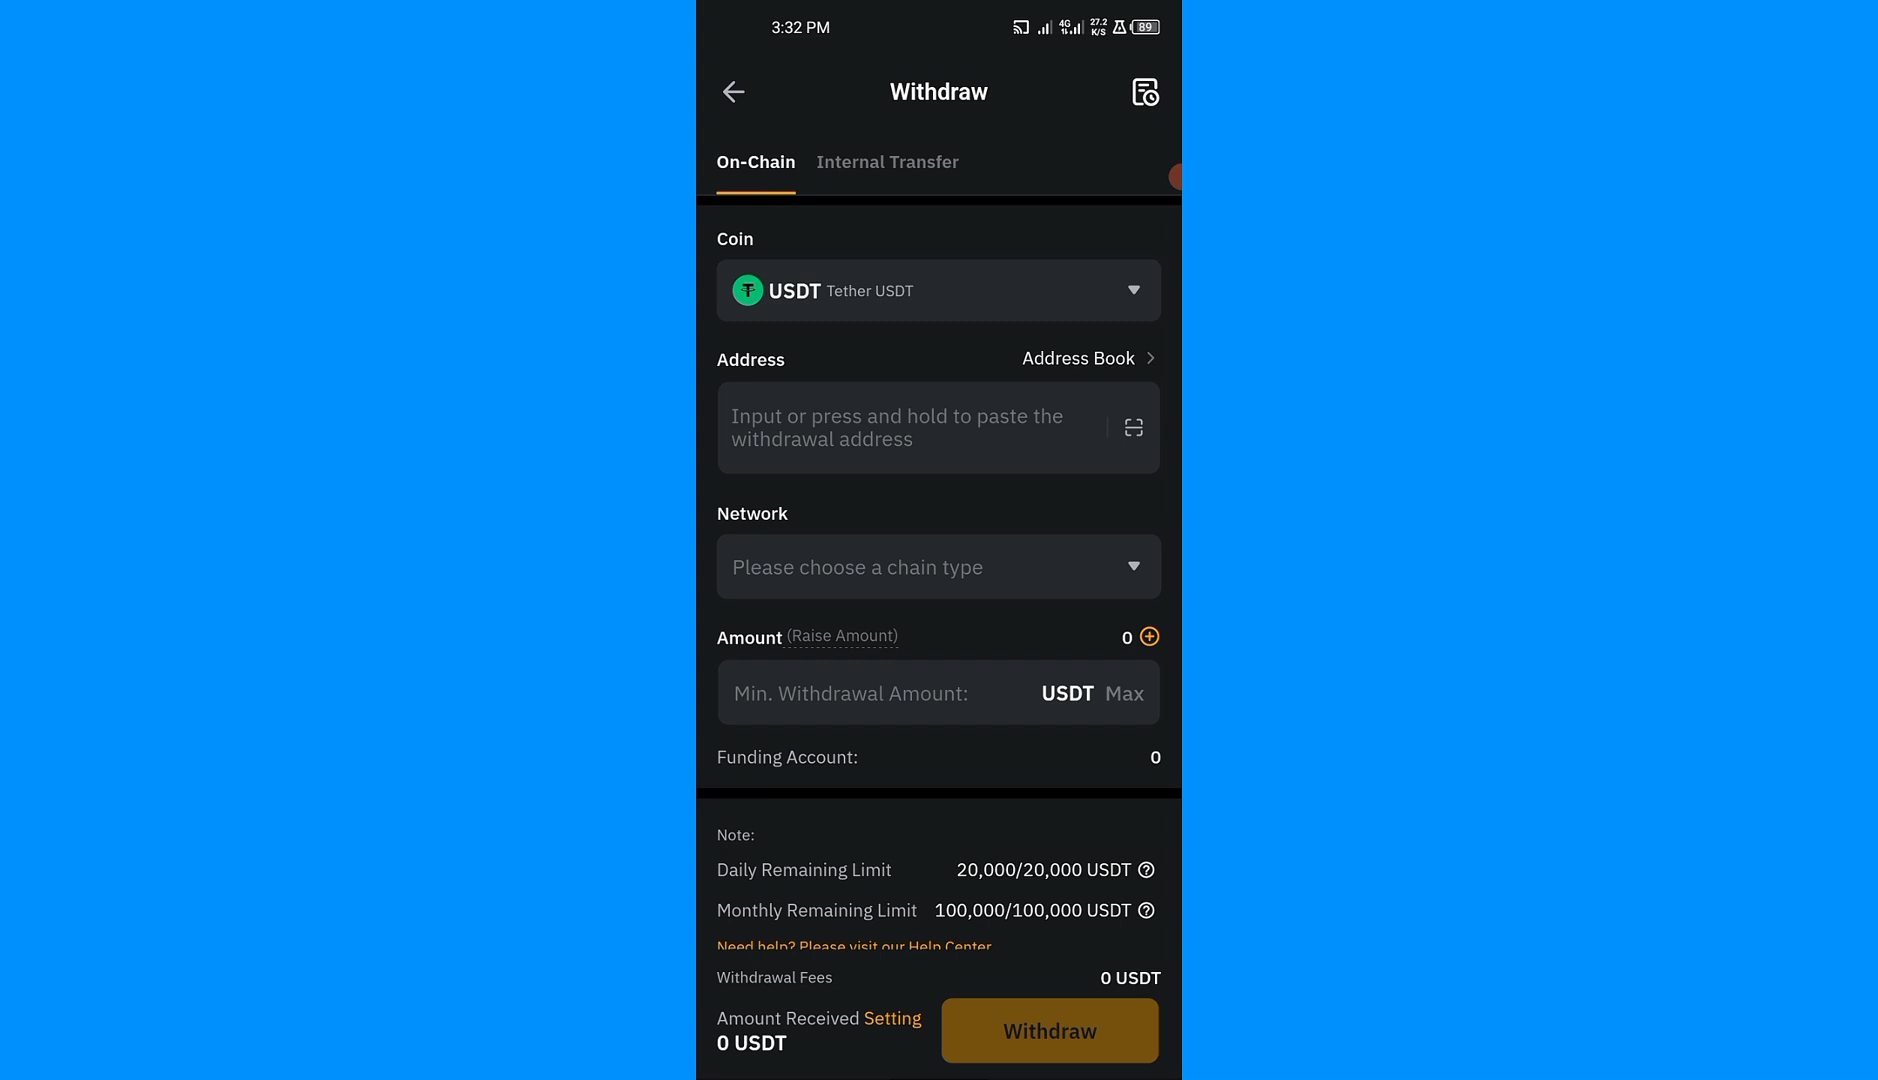 3:32 PM
4G
27.2
K/S
89
Withdraw
On-Chain Internal Transfer
Coin
USDT Tether USDT
Address Address Book
Input or press and hold to paste the
withdrawal address
Network
Please choose a chain type
Amount (Raise Amount) 0
Min. Withdrawal Amount: USDT Max
Funding Account: 0
Note:
Daily Remaining Limit 20,000/20,000 USDT
Monthly Remaining Limit 100,000/100,000 USDT
Need help? Please visit our Help Center
Withdrawal Fees 0 USDT
Amount Received Setting
0 USDT
Withdraw